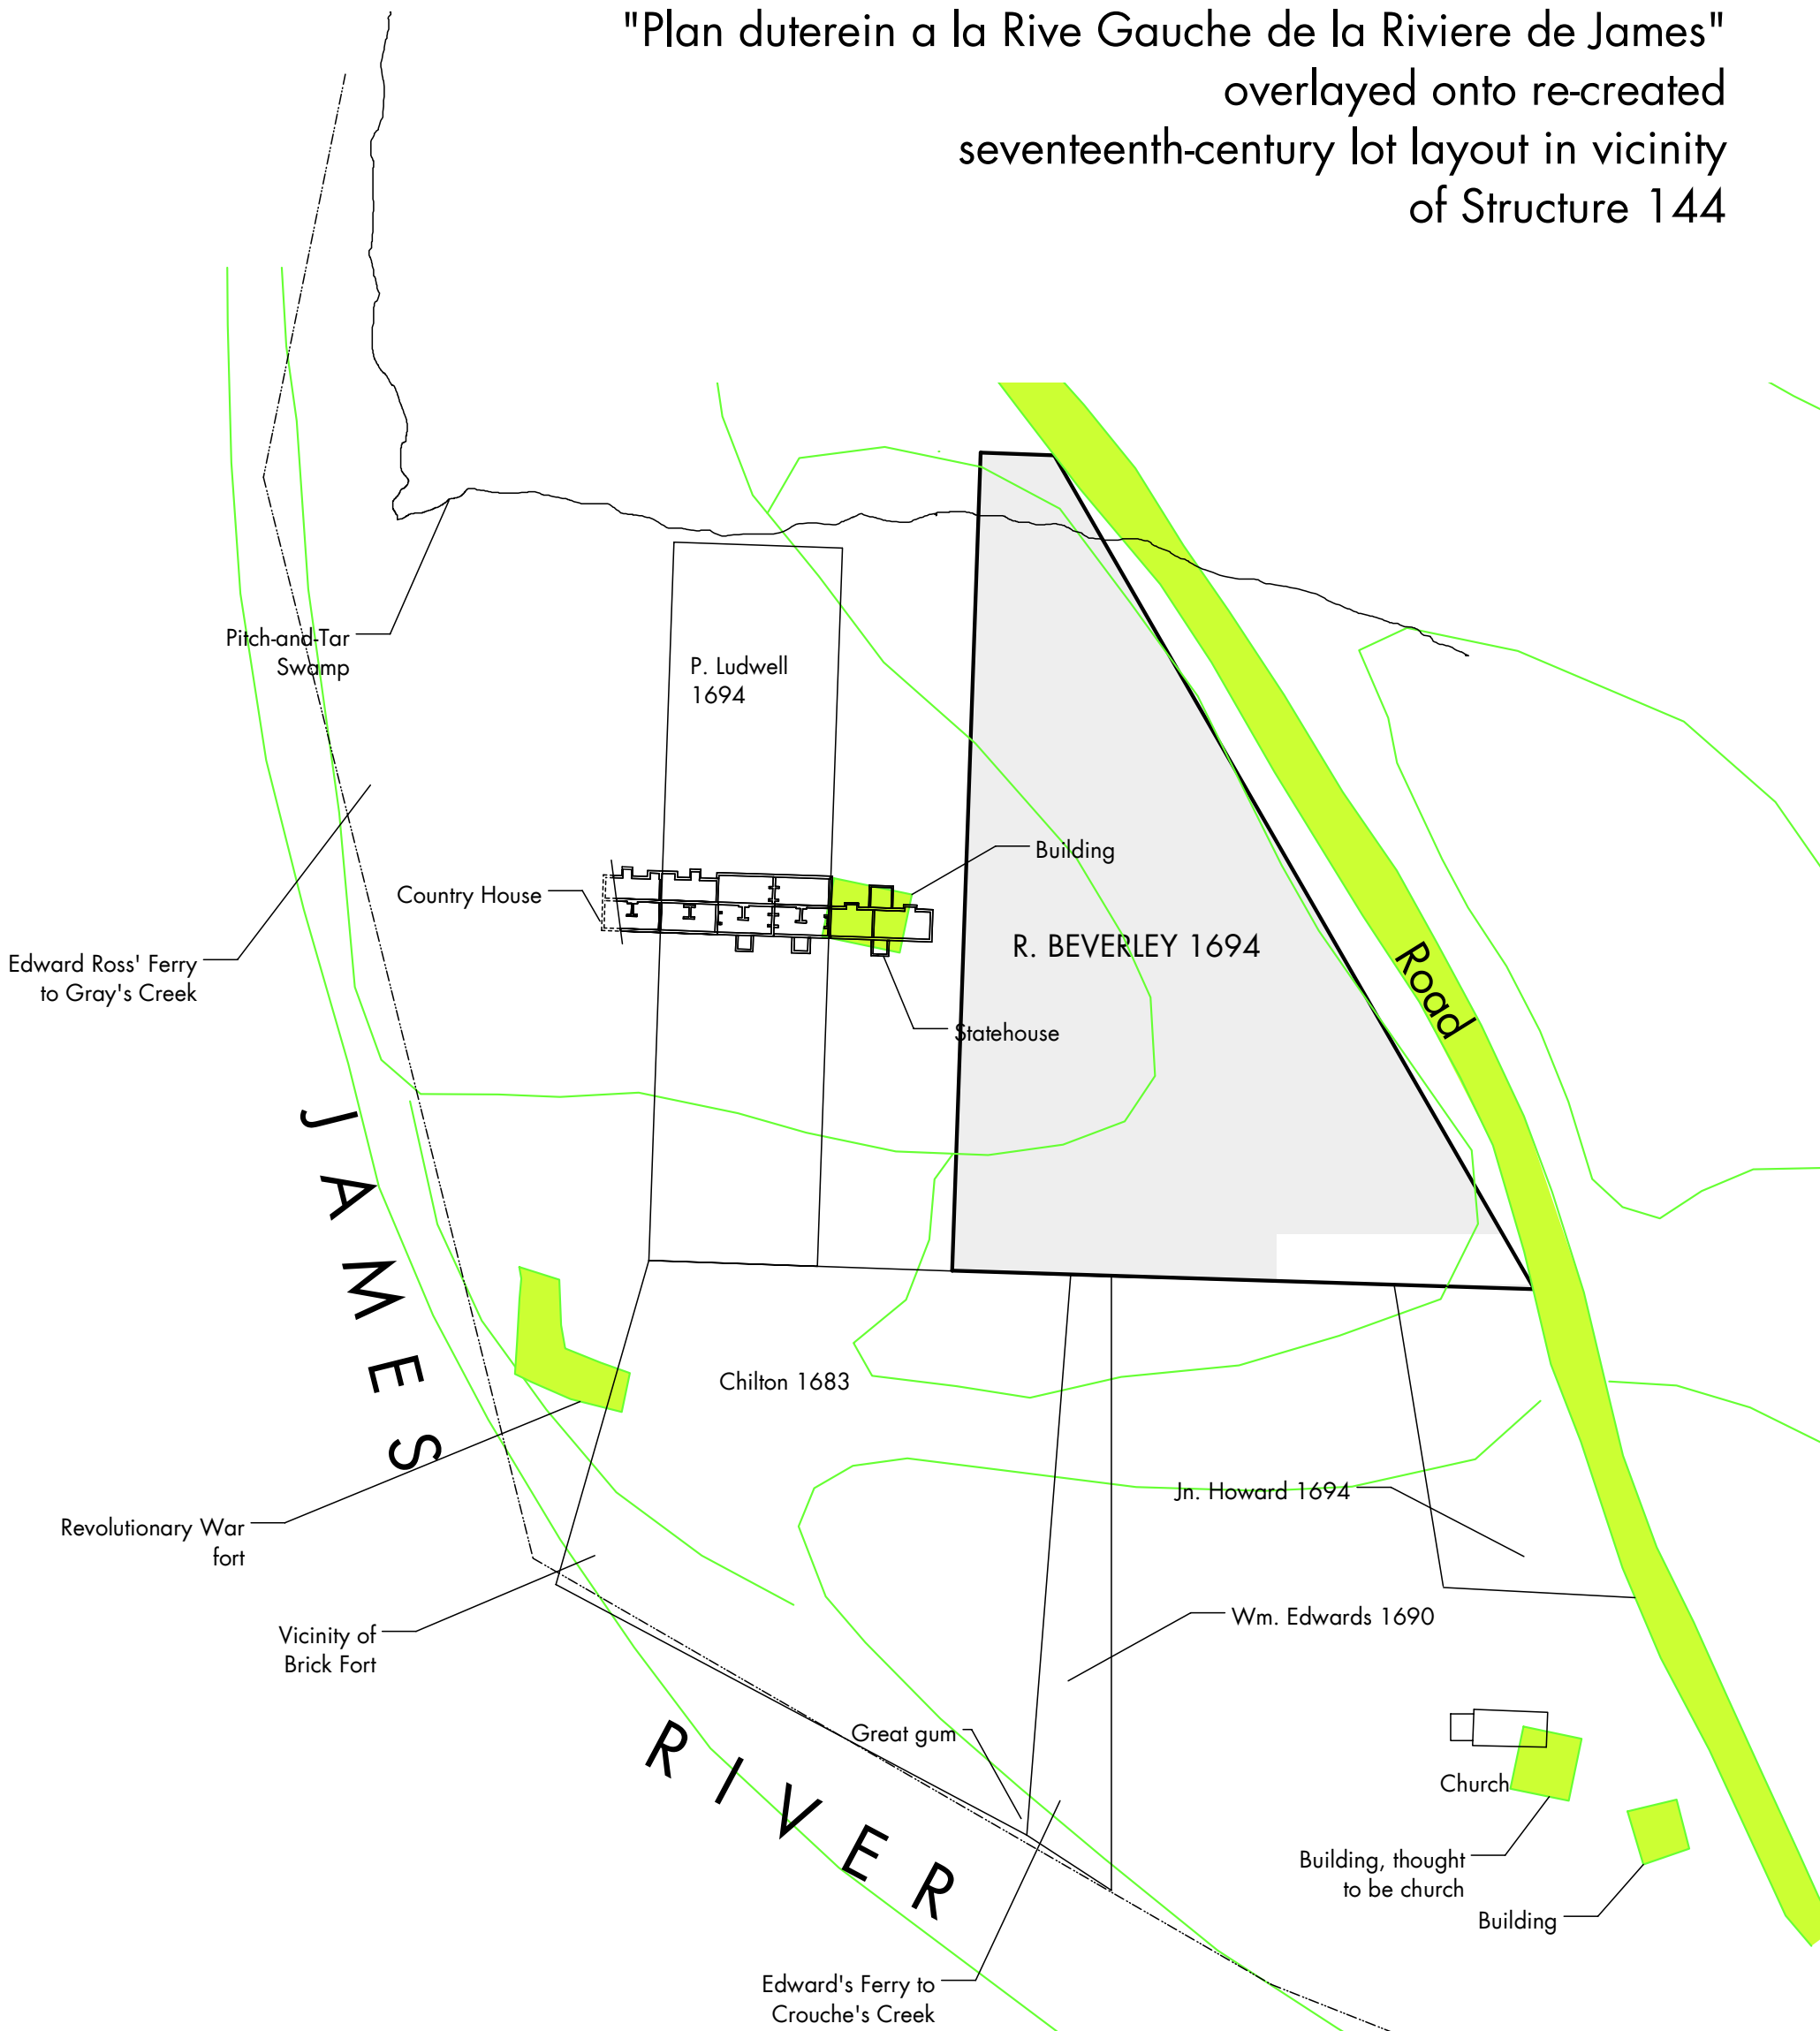 "Plan duterein a la Rive Gauche de la Riviere de James"
overlayed onto re-created
seventeenth-century lot layout in vicinity
of Structure 144
Pitch-and-Tar
Swamp
P. Ludwell
1694
Building
Country House
R. BEVERLEY 1694
Road
Edward Ross' Ferry
to Gray's Creek
Statehouse
JAMES
Chilton 1683
Jn. Howard 1694
Revolutionary War
fort
Wm. Edwards 1690
Vicinity of
Brick Fort
Great gum
RIVER
Church
Building, thought
to be church
Building
Edward's Ferry to
Crouche's Creek